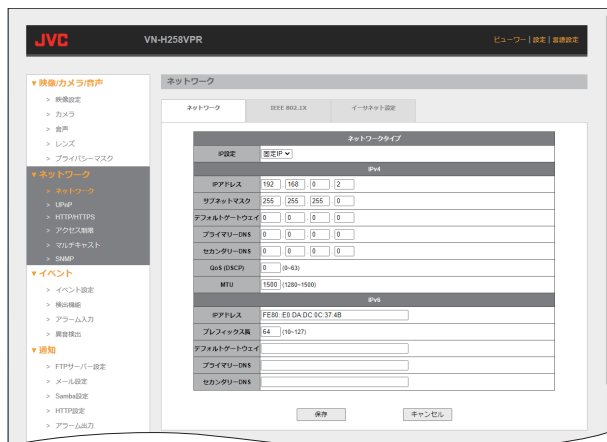 JVC VN-H258VPR ビューワー | 設定 | 言語設定
▼映像/カメラ/音声
> 映像設定
> カメラ
> 音声
> レンズ
> プライバシーマスク
▼ネットワーク
> ネットワーク
> UPnP
> HTTP/HTTPS
> アクセス制限
> マルチキャスト
> SNMP
▼イベント
> イベント設定
> 検出機能
> アラーム入力
> 異音検出
▼通知
> FTPサーバー設定
> メール設定
> Samba設定
> HTTP設定
> アラーム出力
ネットワーク
ネットワーク IEEE 802.1X イーサネット設定
ネットワークタイプ
IP設定 固定IP
IPv4
IPアドレス 192 . 168 . 0 . 2
サブネットマスク 255 . 255 . 255 . 0
デフォルトゲートウェイ 0 . 0 . 0 . 0
プライマリーDNS 0 . 0 . 0 . 0
セカンダリーDNS 0 . 0 . 0 . 0
QoS (DSCP) 0 (0~63)
MTU 1500 (1280~1500)
IPv6
IPアドレス FE80::E0:DA:DC:0C:37:4B
プレフィックス長 64 (10~127)
デフォルトゲートウェイ
プライマリーDNS
セカンダリーDNS
保存 キャンセル